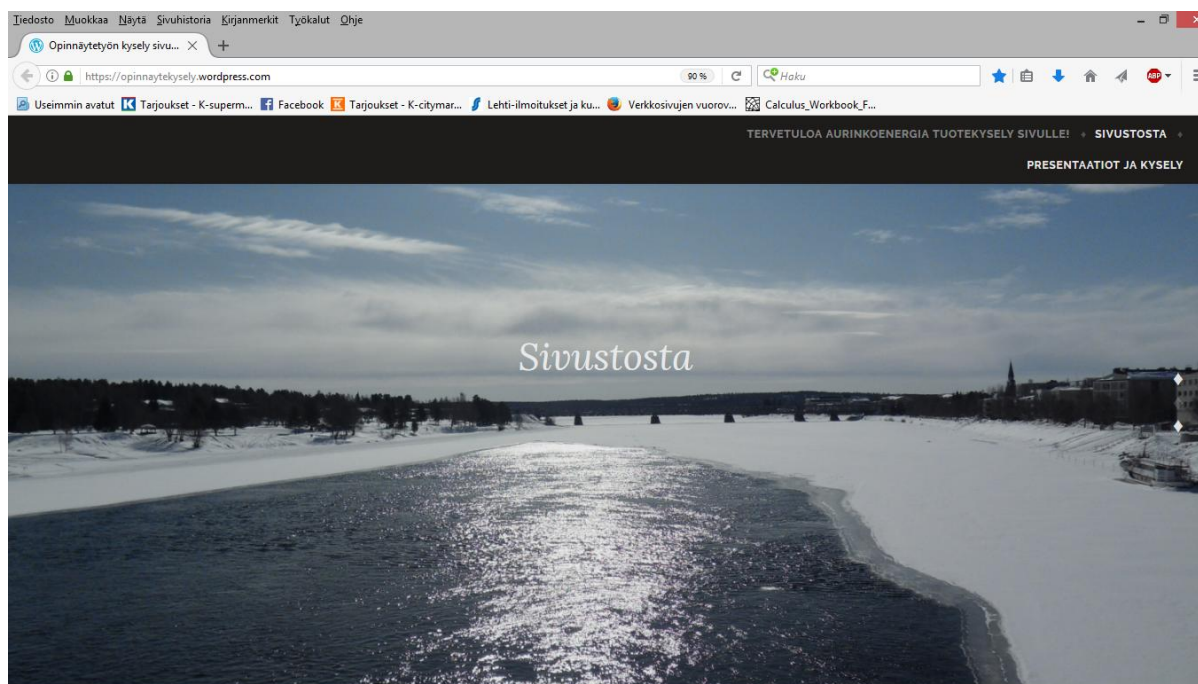 Tiedosto Muokkaa Näytä Sivuhistoria Kirjanmerkit Työkalut Ohje
Opinnäytetyön kysely sivu...
https://opinnaytekysely.wordpress.com 90 % Haku ABP
Useimmin avatut K Tarjoukset - K-superm... f Facebook K Tarjoukset - K-citymar... Lehti-ilmoitukset ja ku... Verkkosivujen vuorov... Calculus_Workbook_F...
TERVETULOA AURINKOENERGIA TUOTEKYSELY SIVULLE! SIVUSTOSTA
PRESENTAATIOT JA KYSELY
Sivustosta